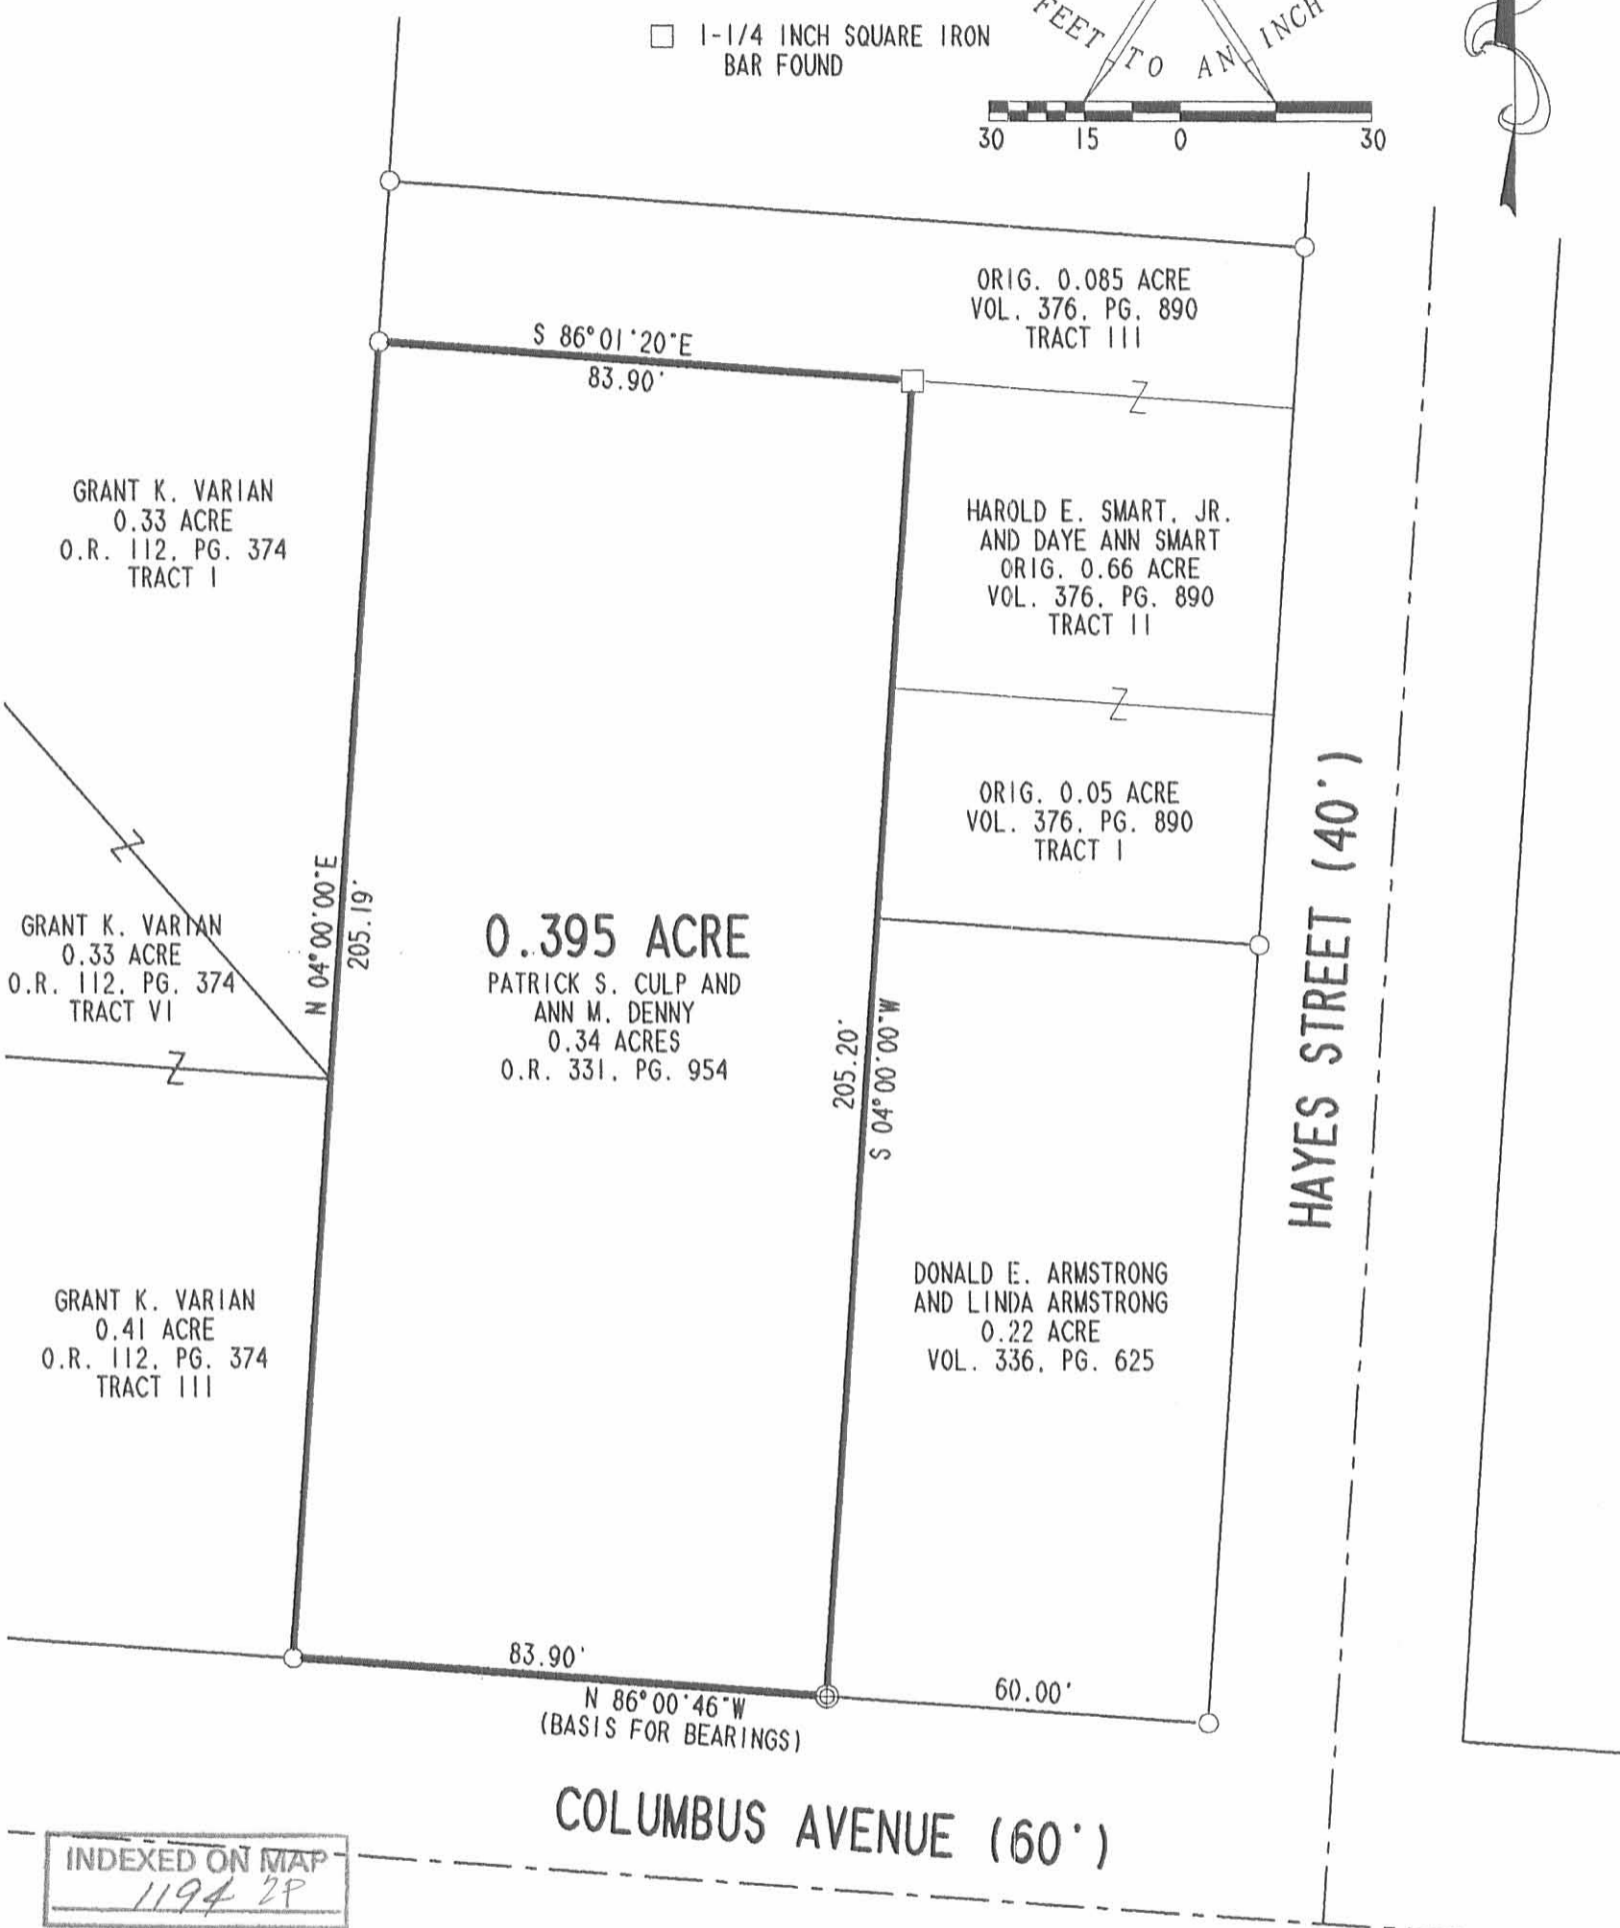 1-1/4 INCH SQUARE IRON
BAR FOUND
FEET TO AN INCH
30 15 0 30
ORIG. 0.085 ACRE
VOL. 376, PG. 890
TRACT III
S 86°01'20"E
83.90'
GRANT K. VARIAN
0.33 ACRE
O.R. 112, PG. 374
TRACT I
HAROLD E. SMART, JR.
AND DAYE ANN SMART
ORIG. 0.66 ACRE
VOL. 376, PG. 890
TRACT II
ORIG. 0.05 ACRE
VOL. 376, PG. 890
TRACT I
HAYES STREET (40')
N 04°00'00"E
205.19'
GRANT K. VARIAN
0.33 ACRE
O.R. 112, PG. 374
TRACT VI
0.395 ACRE
PATRICK S. CULP AND
ANN M. DENNY
0.34 ACRES
O.R. 331, PG. 954
205.20'
S 04°00'00"W
GRANT K. VARIAN
0.41 ACRE
O.R. 112, PG. 374
TRACT III
DONALD E. ARMSTRONG
AND LINDA ARMSTRONG
0.22 ACRE
VOL. 336, PG. 625
83.90'
N 86°00'46"W
(BASIS FOR BEARINGS)
60.00'
COLUMBUS AVENUE (60')
INDEXED ON MAP
1194 2P